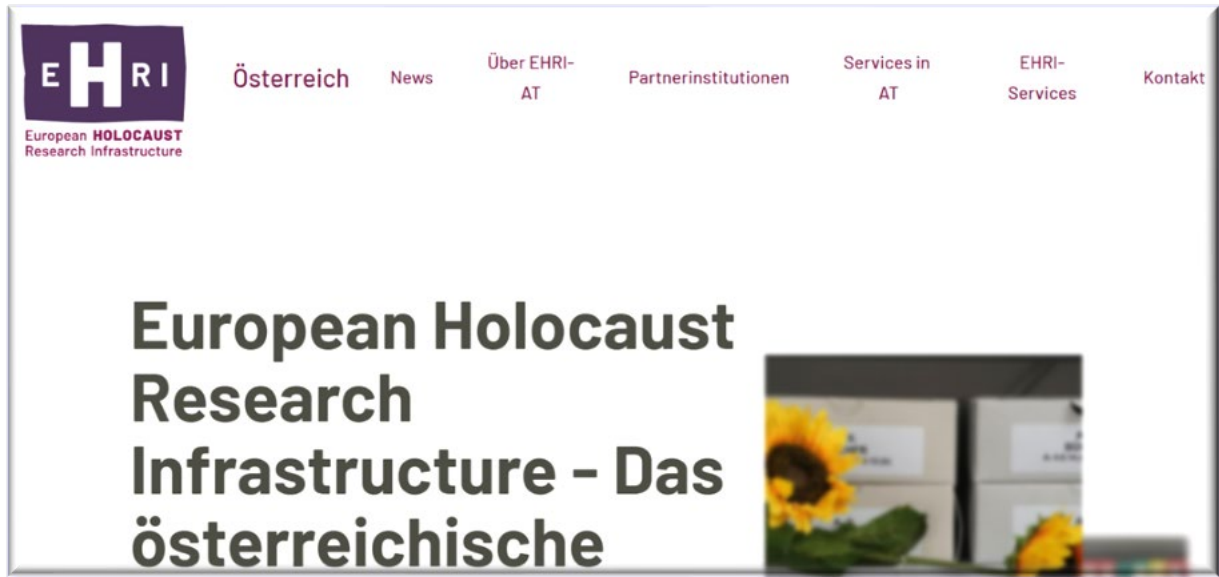 EHRI
European HOLOCAUST
Research Infrastructure
Österreich
News
Über EHRI-
AT
Partnerinstitutionen
Services in
AT
EHRI-
Services
Kontakt
European Holocaust
Research
Infrastructure - Das
österreichische